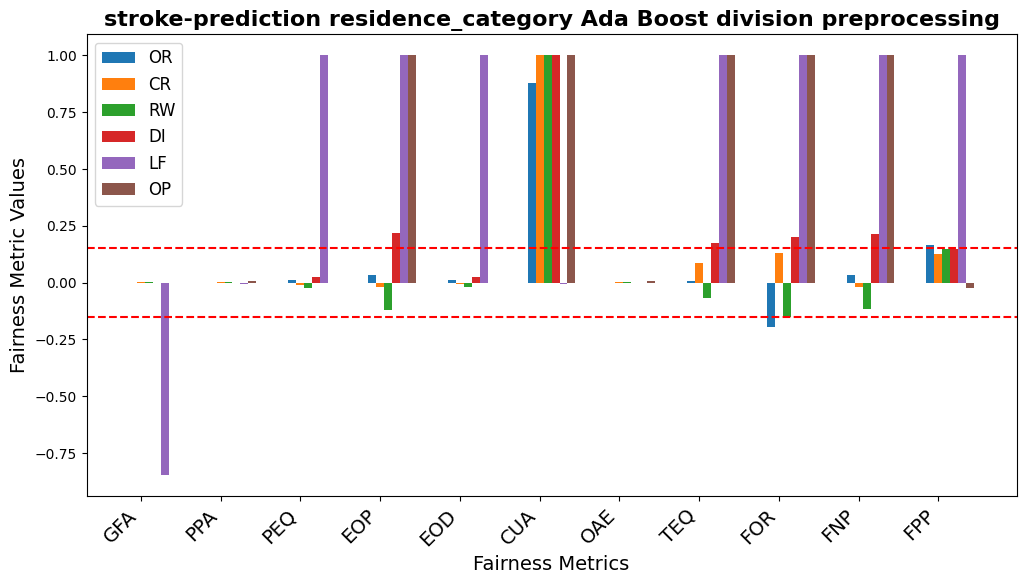 stroke-prediction residence_category Ada Boost division preprocessing
OR
CR
RW
DI
LF
OP
Fairness Metric Values
1.00
0.75
0.50
0.25
0.00
−0.25
−0.50
−0.75
GFA
PPA
PEQ
EOP
EOD
CUA
OAE
TEQ
FOR
FNP
FPP
Fairness Metrics